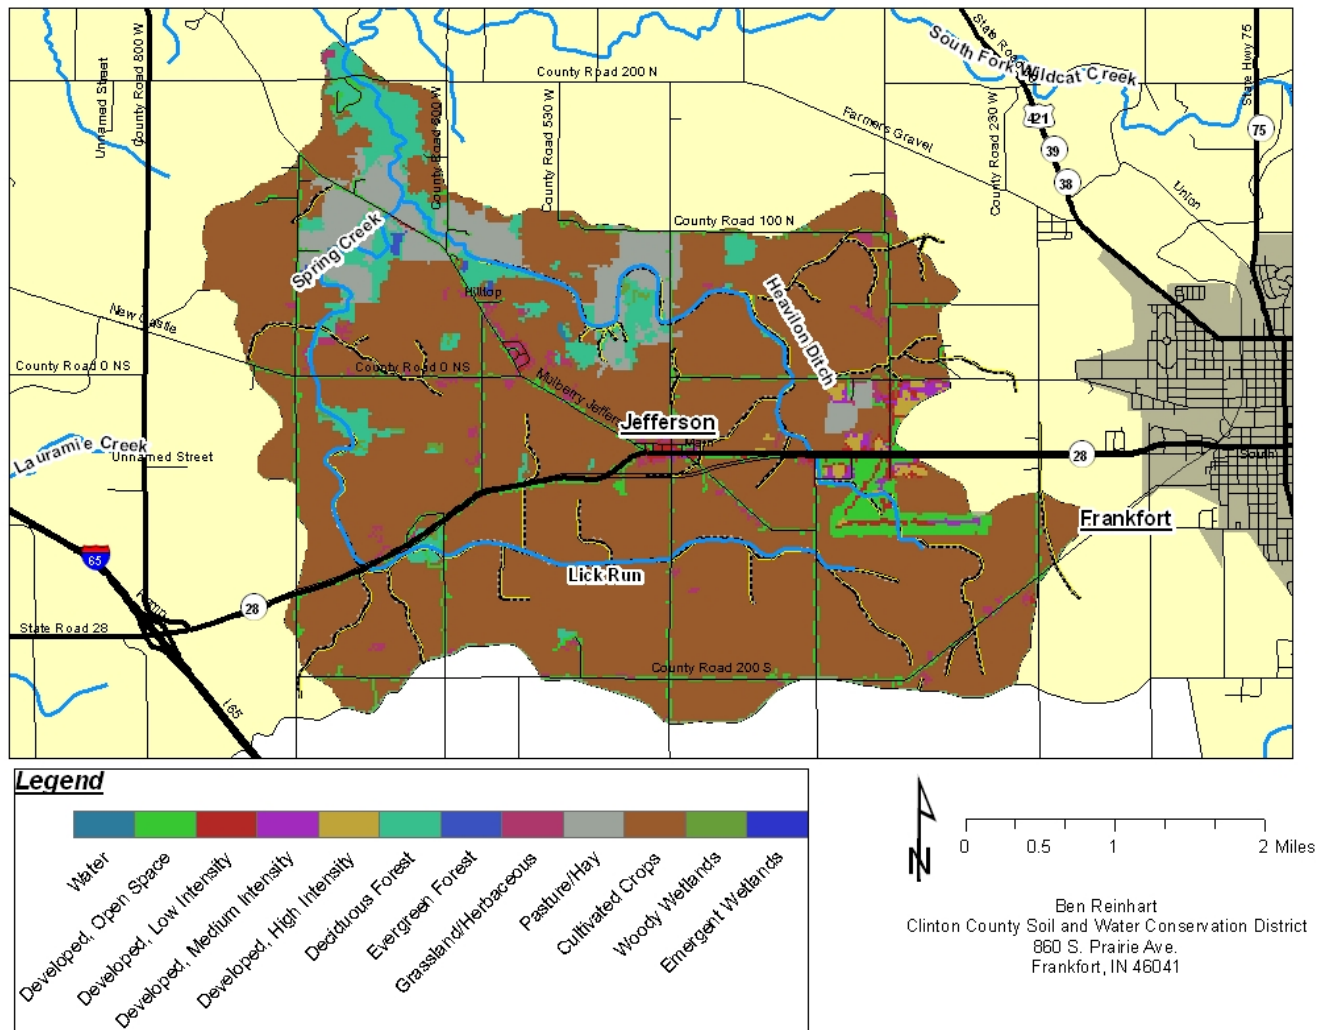 State Road 38
South Fork Wildcat Creek
State Hwy 75
County Road 800 W
Unnamed Street
County Road 200 N
County Road 600 W
County Road 530 W
Farmers Gravel
County Road 230 W
421
39
38
75
Union
County Road 100 N
Spring Creek
Hilltop
Heavilon Ditch
New Castle
County Road 0 NS
County Road 0 NS
Mulberry Jefferson
Jefferson
Main
Lauramie Creek
Unnamed Street
28
South
Frankfort
65
Lick Run
28
Ramp
State Road 28
County Road 200 S
I 65
Legend
Water
Developed, Open Space
Developed, Low Intensity
Developed, Medium Intensity
Developed, High Intensity
Deciduous Forest
Evergreen Forest
Grassland/Herbaceous
Pasture/Hay
Cultivated Crops
Woody Wetlands
Emergent Wetlands
N
0 0.5 1 2 Miles
Ben Reinhart
Clinton County Soil and Water Conservation District
860 S. Prairie Ave.
Frankfort, IN 46041